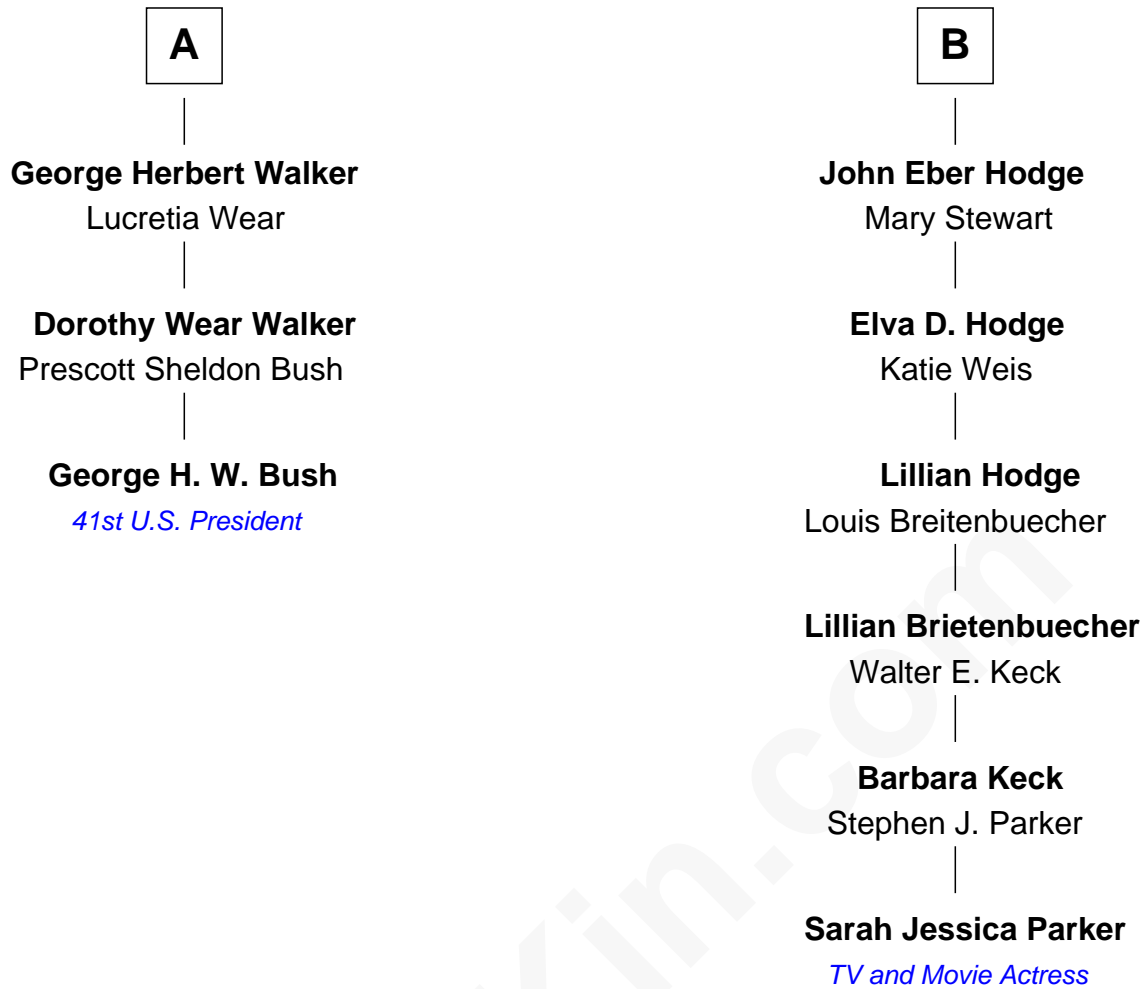 A
George Herbert Walker
Lucretia Wear
Dorothy Wear Walker
Prescott Sheldon Bush
George H. W. Bush
41st U.S. President
B
John Eber Hodge
Mary Stewart
Elva D. Hodge
Katie Weis
Lillian Hodge
Louis Breitenbuecher
Lillian Brietenbuecher
Walter E. Keck
Barbara Keck
Stephen J. Parker
Sarah Jessica Parker
TV and Movie Actress
Kin.com